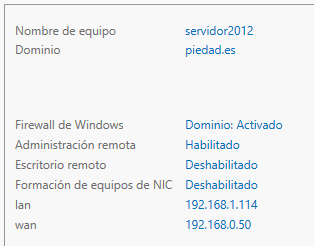 Nombre de equipo servidor2012
Dominio piedad.es
Firewall de Windows Dominio: Activado
Administración remota Habilitado
Escritorio remoto Deshabilitado
Formación de equipos de NIC Deshabilitado
lan 192.168.1.114
wan 192.168.0.50